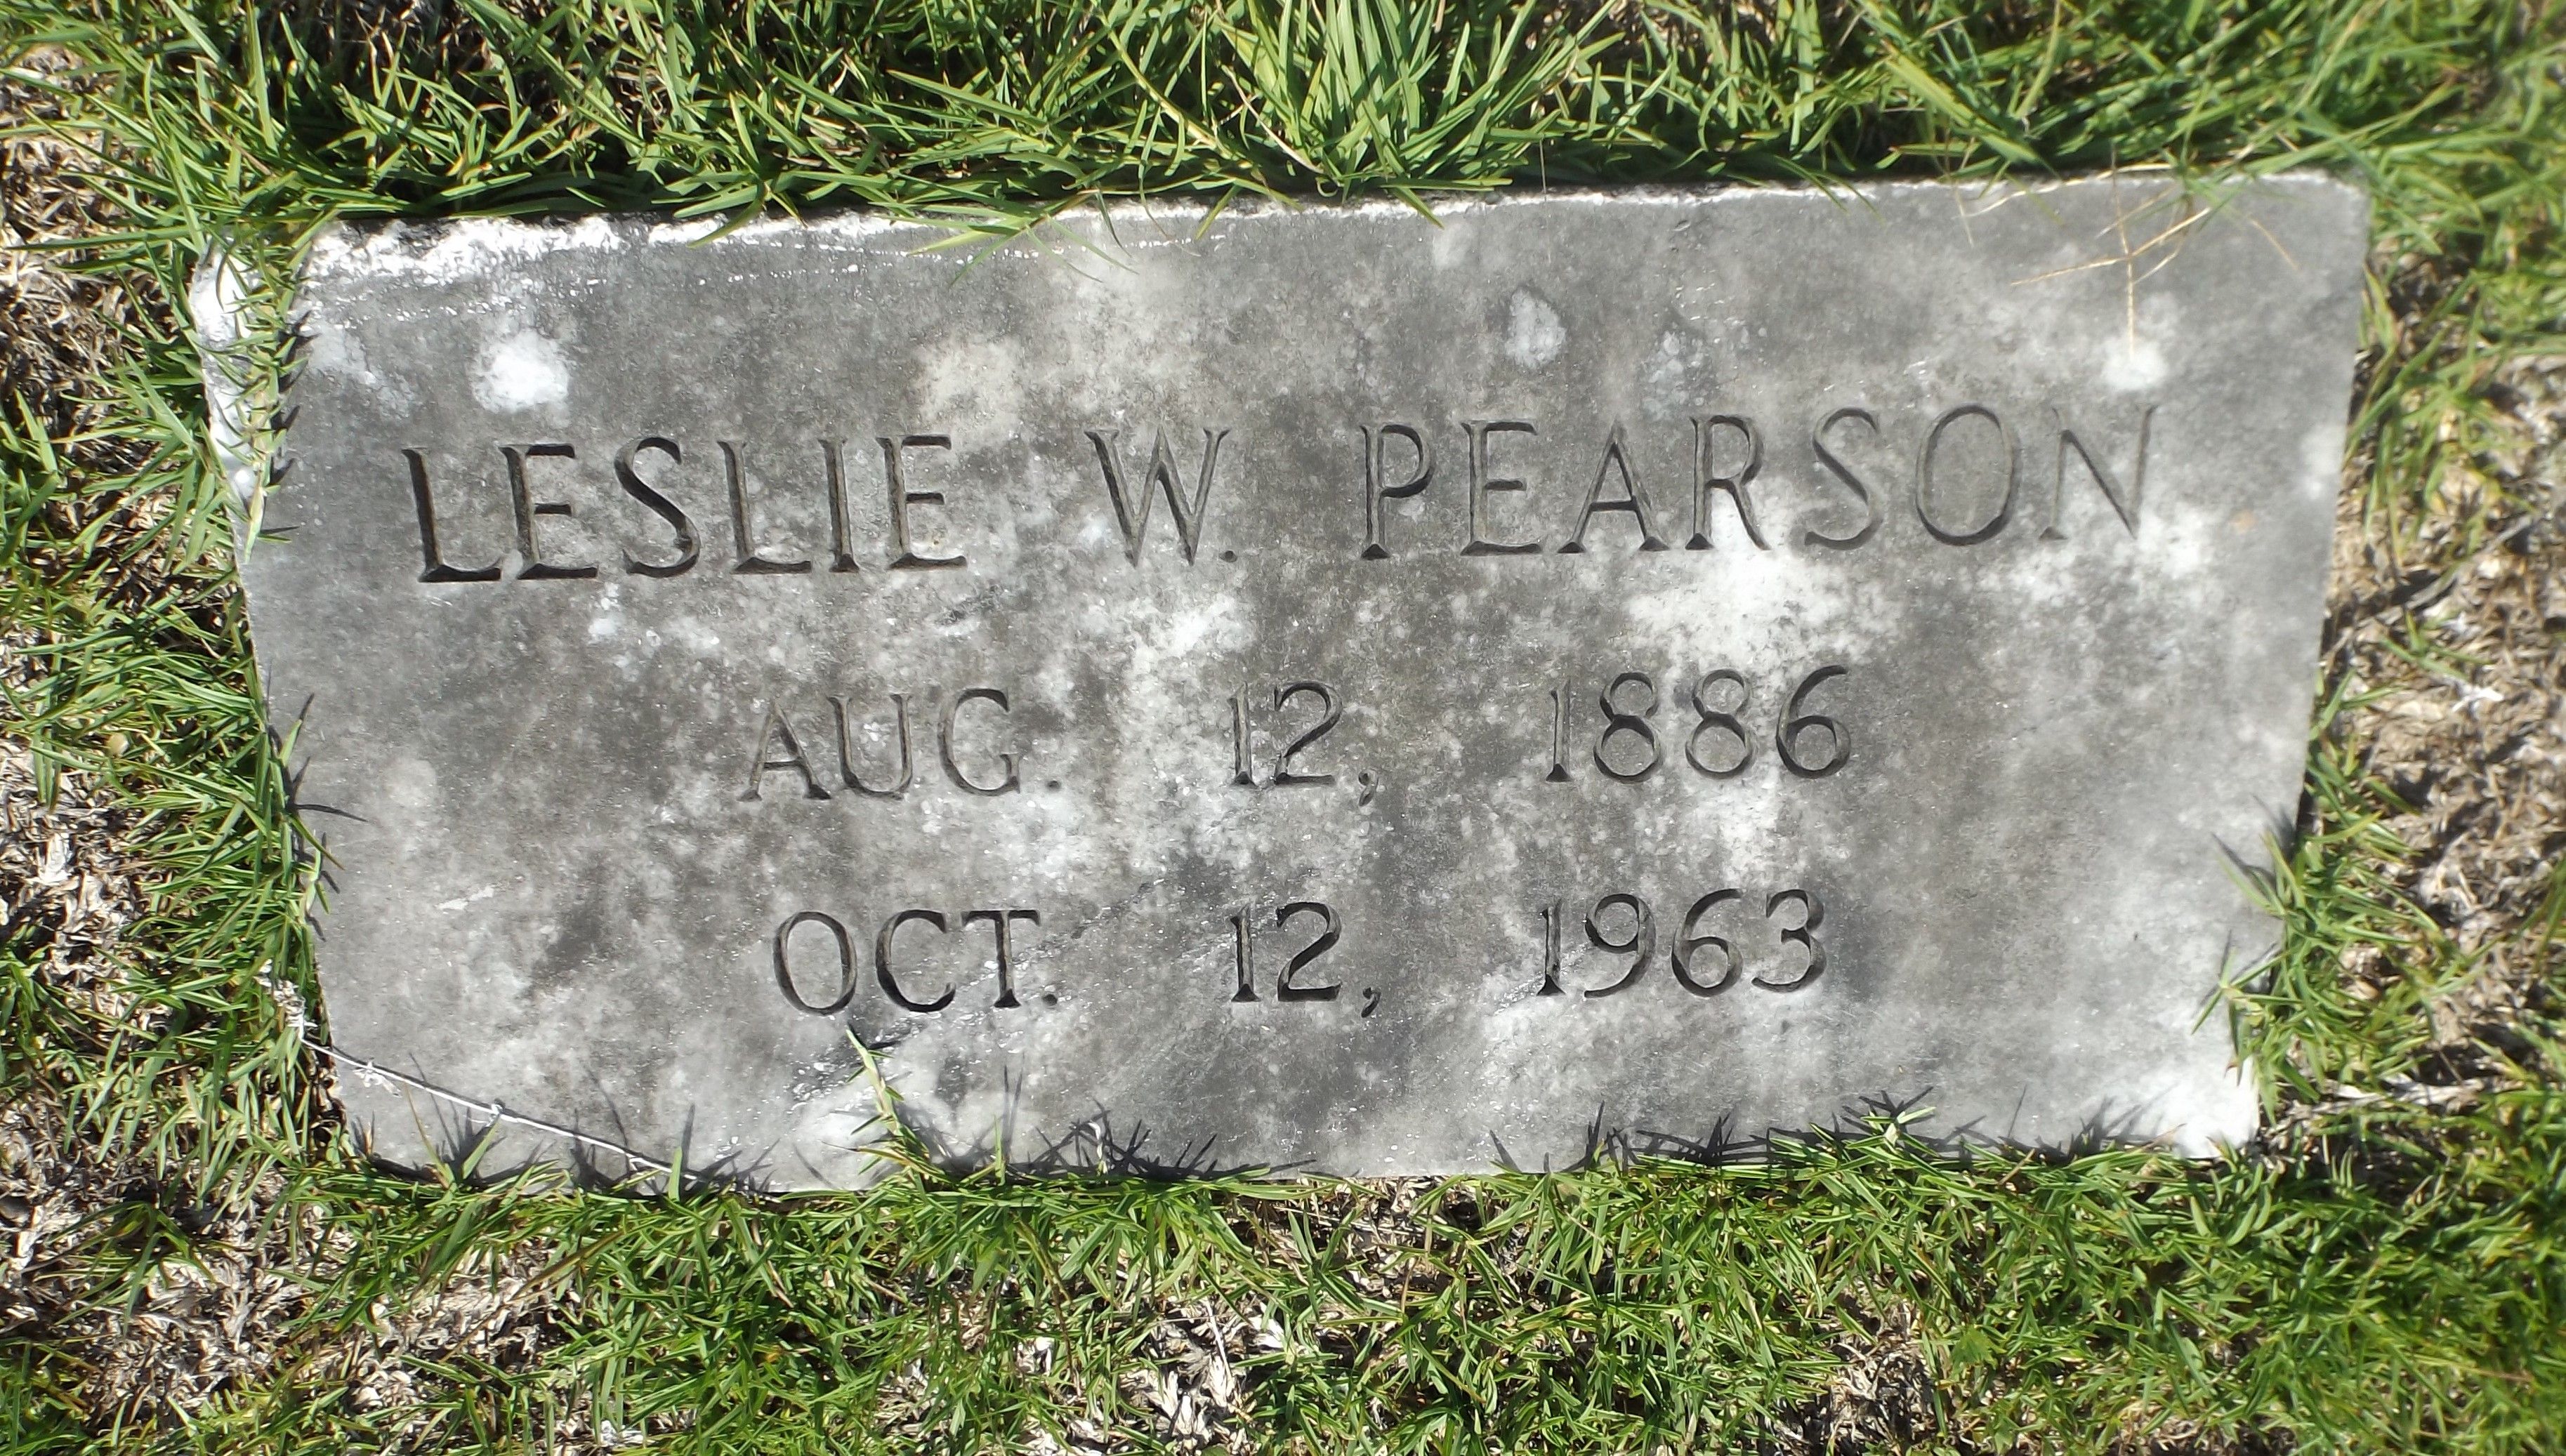 LESLIE W. PEARSON
AUG. 12, 1886
OCT. 12, 1963